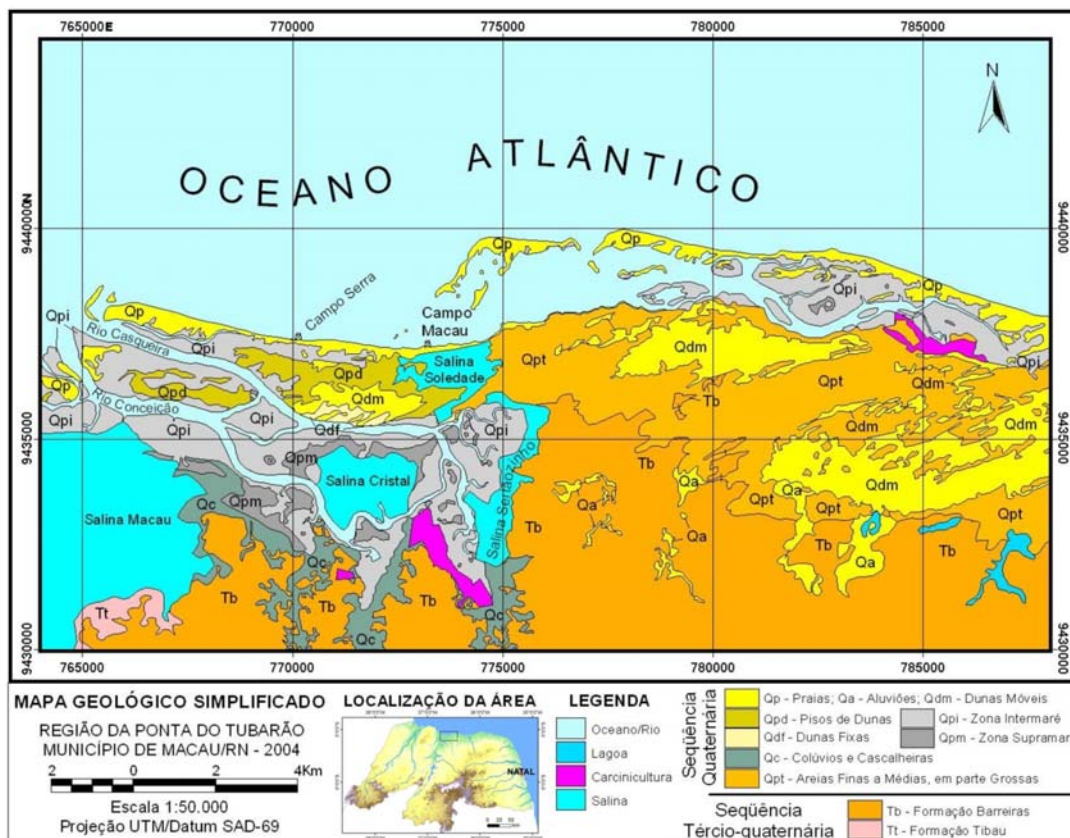 765000 E
770000
775000
780000
785000
N
OCEANO ATLÂNTICO
9440000 N
9440000
Qp
Qp
Campo Serra
Qpi
Qp
Qp
Campo
Macau
Qpi
Rio Casqueira
Qpi
Salina
Soledade
Qpt
Qdm
Qpi
Qp
Qpd
Qpd
Qdm
Qpt
Qdm
Rio Conceição
Tb
Qpi
Qpi
Qpi
Qdf
Qpi
Qdm
9435000
9435000
Qpm
Tb
Tb
Salina Cristal
Salina Sertãozinho
Qa
Qa
Qdm
Salina Macau
Qc
Qpm
Qa
Qpt
Qpt
Qpt
Tb
Qa
Tb
Tb
Qc
Qa
Tb
Tb
Tb
Tt
Qc
Qc
9430000
9430000
765000
770000
775000
780000
785000
MAPA GEOLÓGICO SIMPLIFICADO
REGIÃO DA PONTA DO TUBARÃO
MUNICÍPIO DE MACAU/RN - 2004
2 0 2 4Km
Escala 1:50.000
Projeção UTM/Datum SAD-69
LOCALIZAÇÃO DA ÁREA
NATAL
LEGENDA
Oceano/Rio
Lagoa
Carcinicultura
Salina
Seqüência
Quaternária
Qp - Praias; Qa - Aluviões; Qdm - Dunas Móveis
Qpd - Pisos de Dunas
Qpi - Zona Intermaré
Qdf - Dunas Fixas
Qpm - Zona Supramaré
Qc - Colúvios e Cascalheiras
Qpt - Areias Finas a Médias, em parte Grossas
Seqüência
Tércio-quaternária
Tb - Formação Barreiras
Tt - Formação Tibau